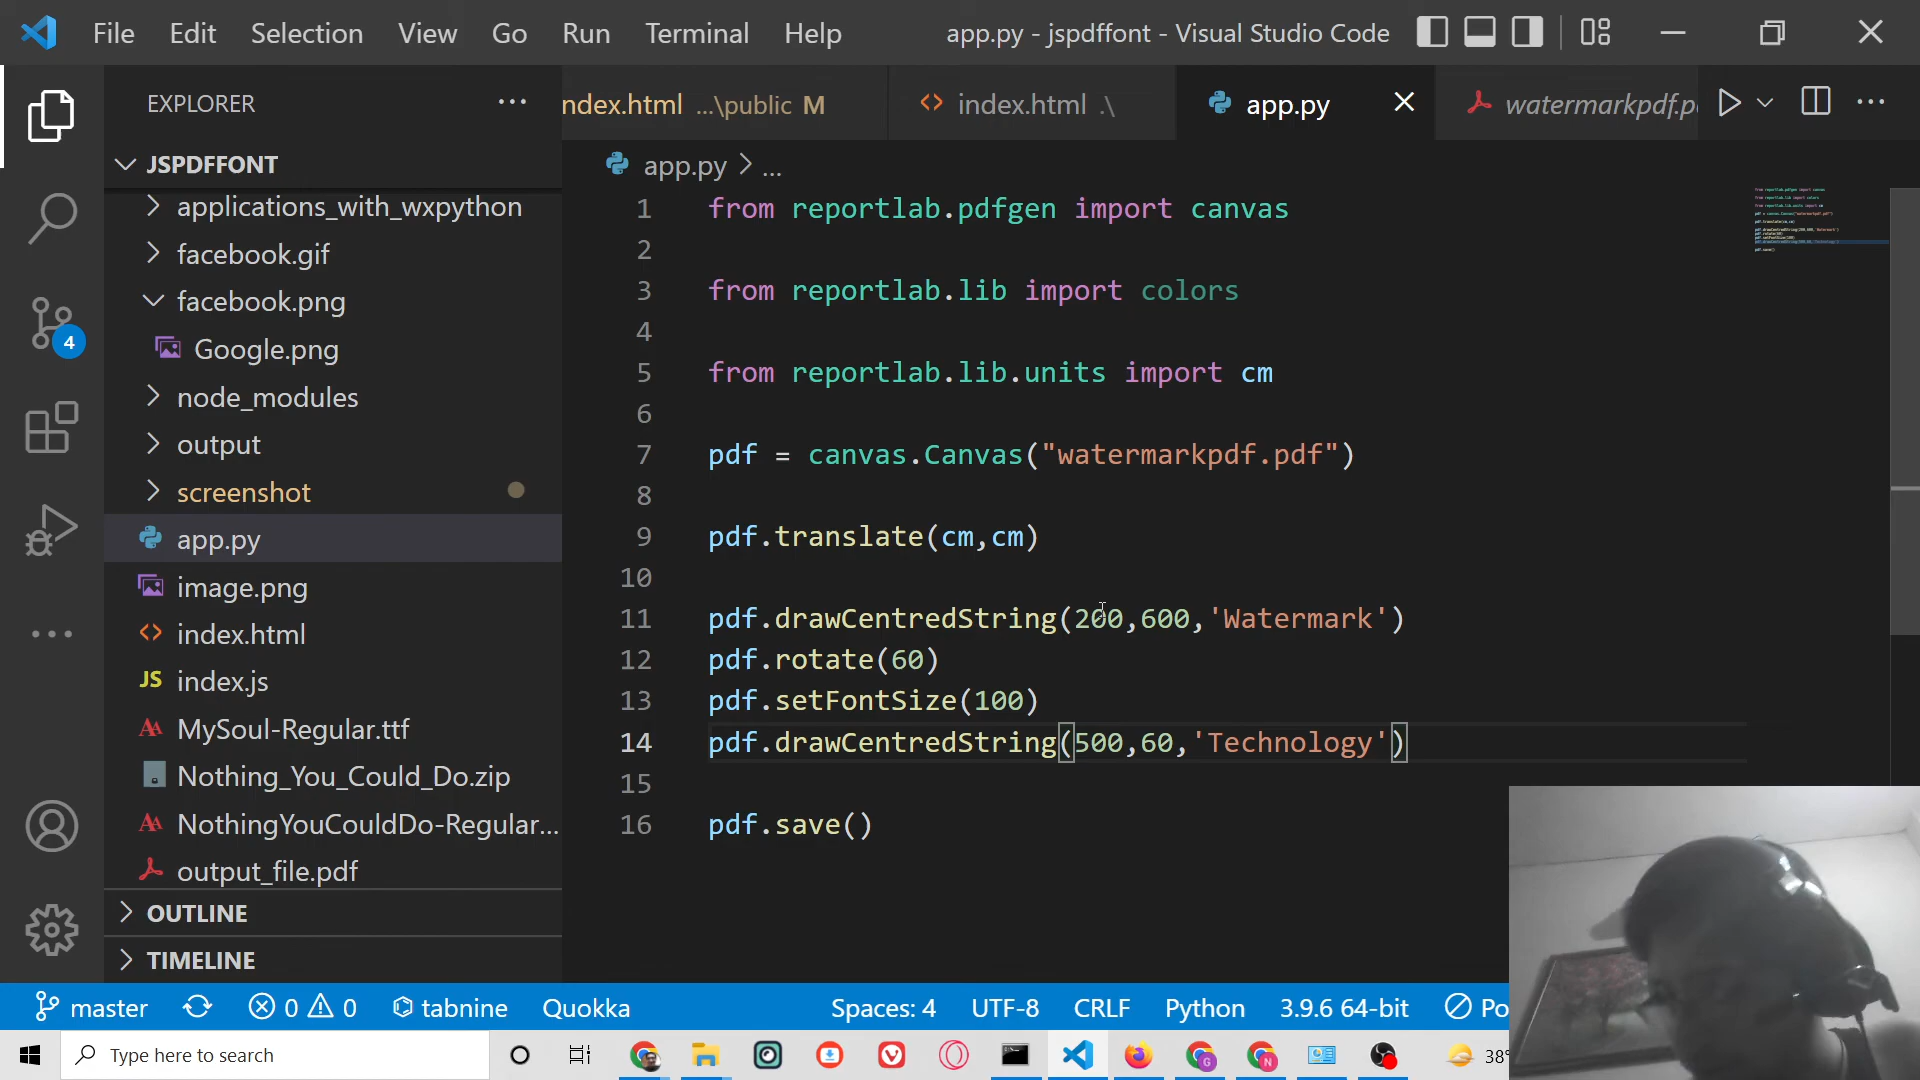 File Edit Selection View Go Run Terminal Help app.py - jspdffont - Visual Studio Code
EXPLORER
ndex.html ...\public M index.html .\ app.py watermarkpdf.p
JSPDFFONT
app.py > ...
applications_with_wxpython
facebook.gif
facebook.png
Google.png
node_modules
output
screenshot
app.py
image.png
index.html
index.js
MySoul-Regular.ttf
Nothing_You_Could_Do.zip
NothingYouCouldDo-Regular...
output_file.pdf
OUTLINE
TIMELINE
4
1 from reportlab.pdfgen import canvas
2
3 from reportlab.lib import colors
4
5 from reportlab.lib.units import cm
6
7 pdf = canvas.Canvas("watermarkpdf.pdf")
8
9 pdf.translate(cm,cm)
10
11 pdf.drawCentredString(200,600,'Watermark')
12 pdf.rotate(60)
13 pdf.setFontSize(100)
14 pdf.drawCentredString(500,60,'Technology')
15
16 pdf.save()
master 0 0 tabnine Quokka Spaces: 4 UTF-8 CRLF Python 3.9.6 64-bit Po
Type here to search 38°